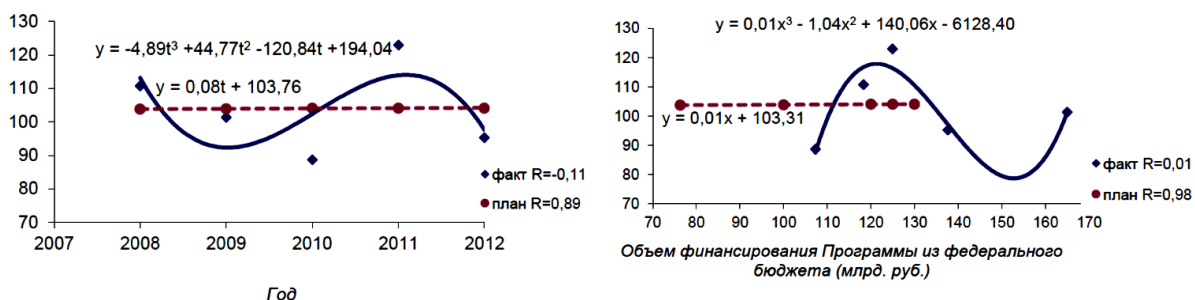 130
120
110
100
90
80
70
y = -4,89t³ +44,77t² -120,84t +194,04
y = 0,08t + 103,76
факт R=-0,11
план R=0,89
2007 2008 2009 2010 2011 2012
Год
y = 0,01x³ - 1,04x² + 140,06x - 6128,40
130
120
110
100
90
80
70
y = 0,01x + 103,31
факт R=0,01
план R=0,98
70 80 90 100 110 120 130 140 150 160 170
Объем финансирования Программы из федерального
бюджета (млрд. руб.)